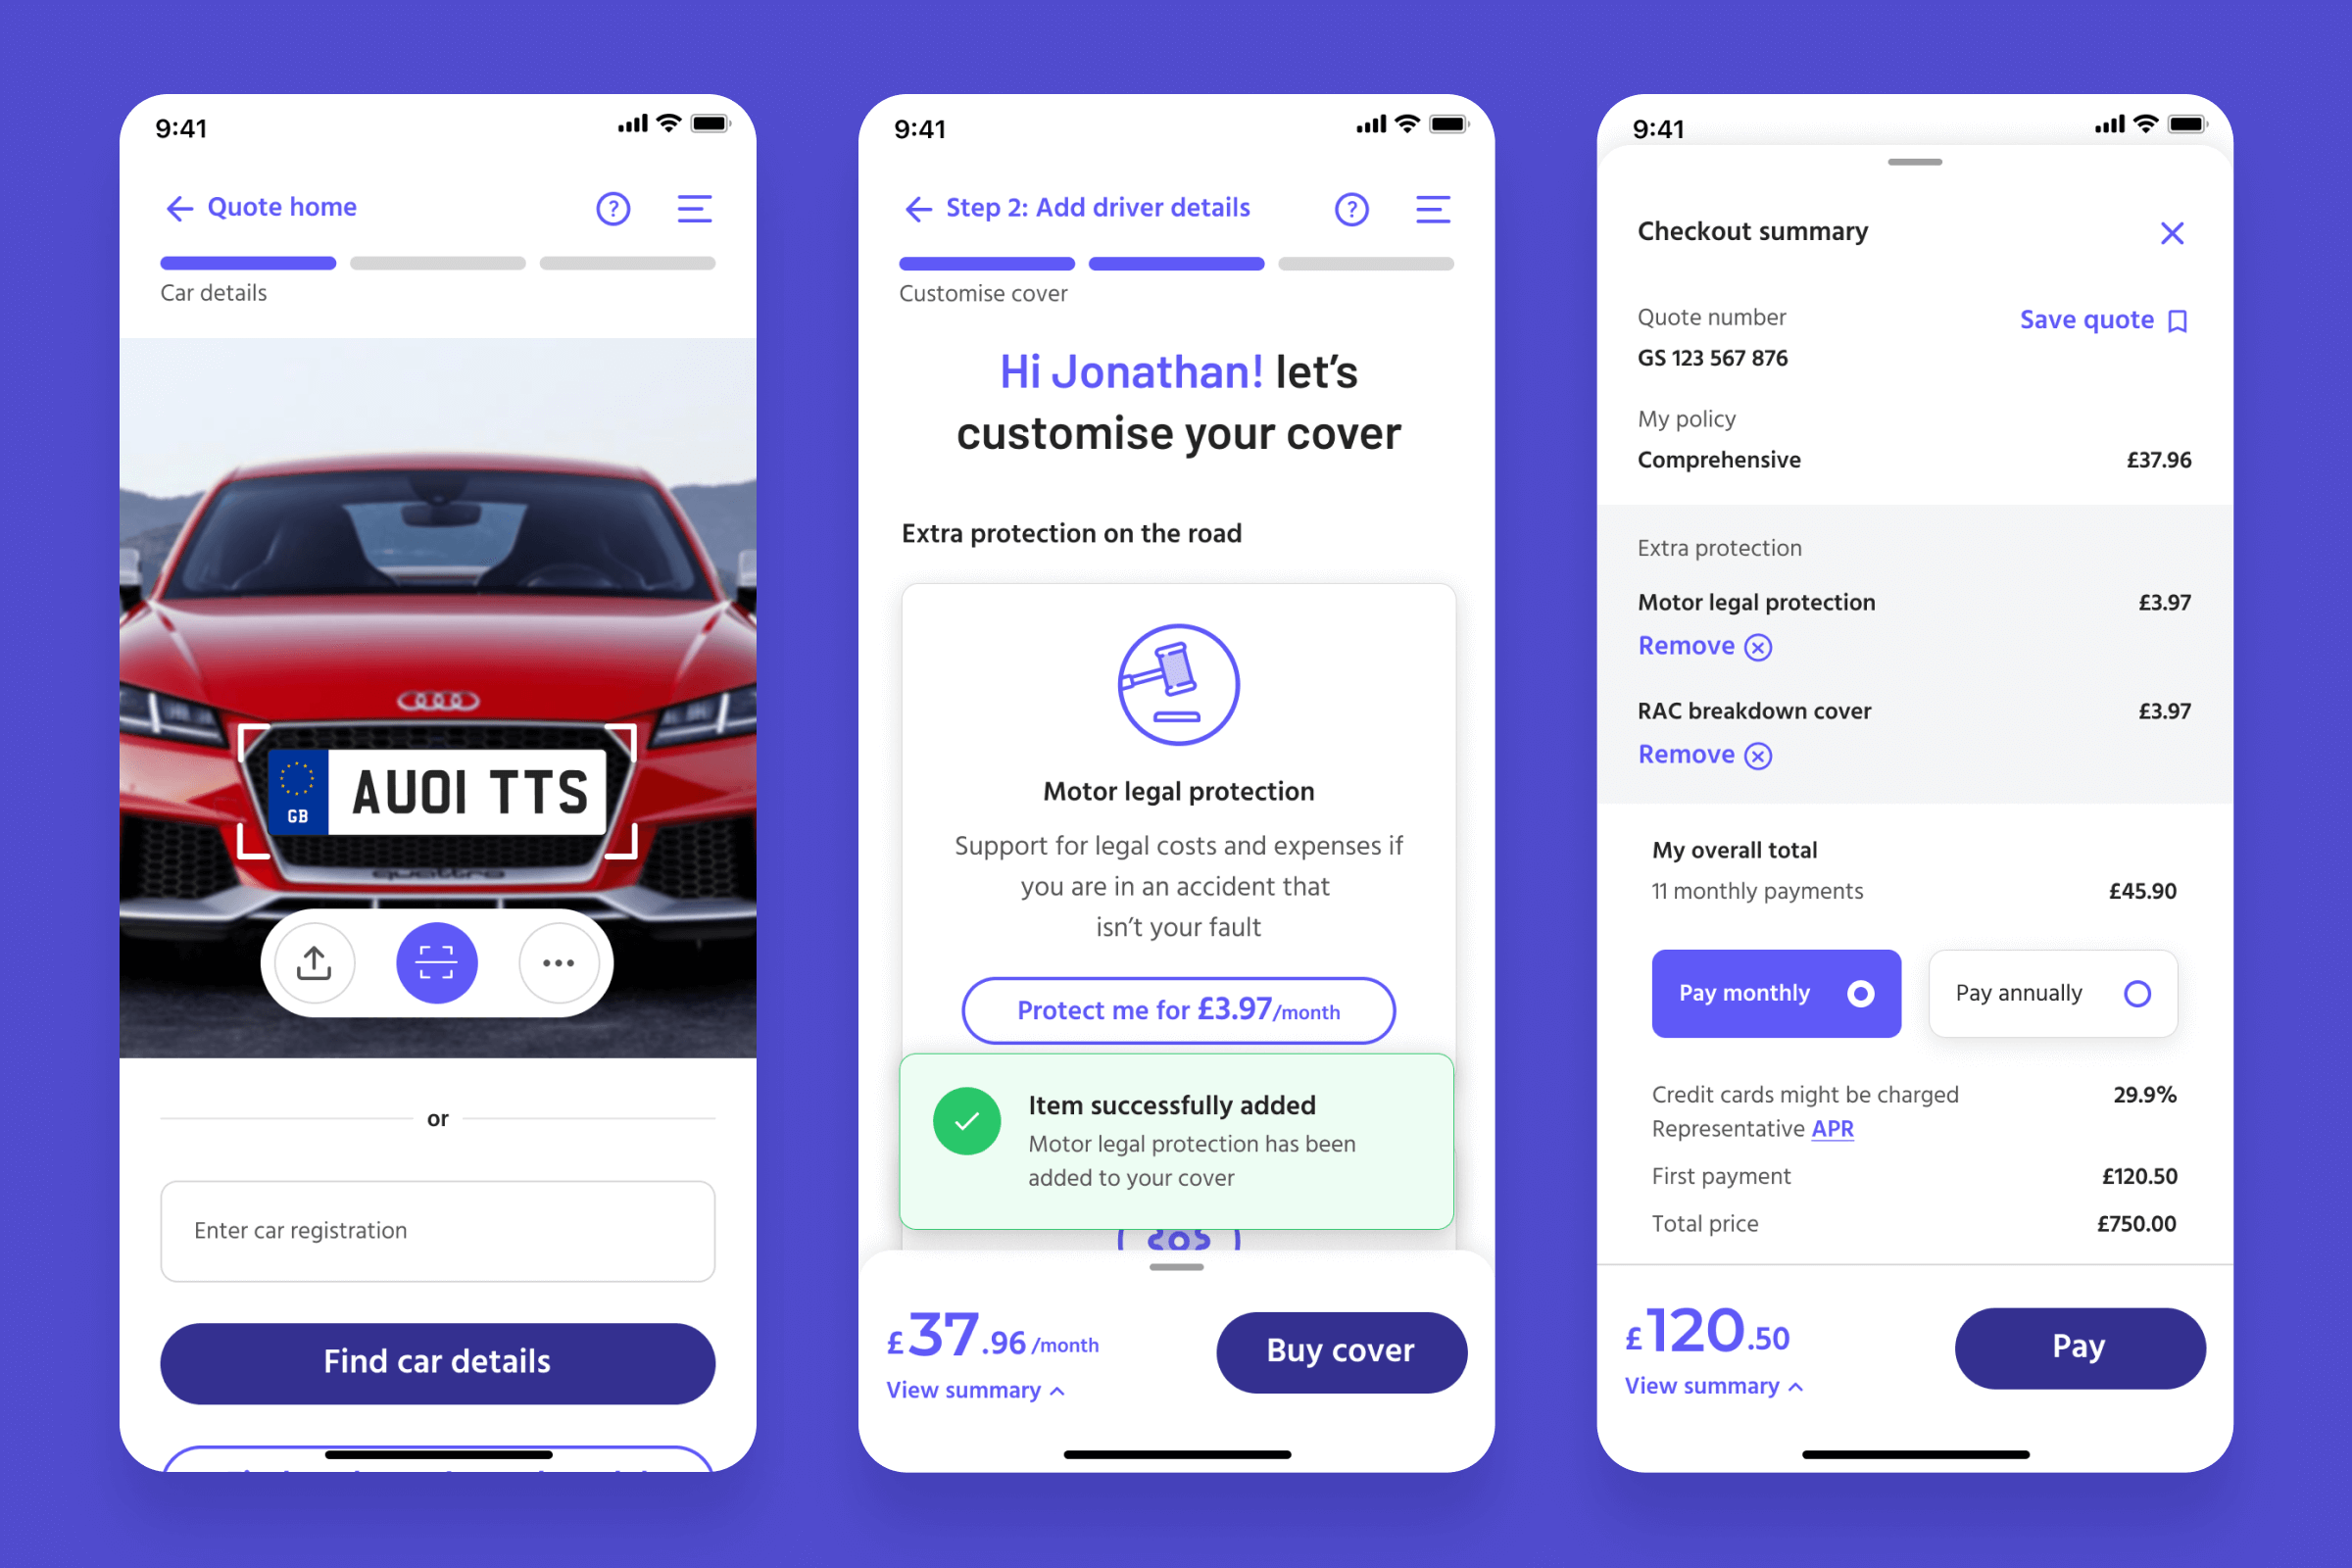 9:41
Quote home
?
Car details
GB
AU01 TTS
quattro
or
Enter car registration
Find car details
9:41
Step 2: Add driver details
?
Customise cover
Hi Jonathan! let’s
customise your cover
Extra protection on the road
Motor legal protection
Support for legal costs and expenses if
you are in an accident that
isn’t your fault
Protect me for £3.97/month
Item successfully added
Motor legal protection has been
added to your cover
£37.96 /month
View summary
Buy cover
9:41
Checkout summary
Quote number
Save quote
GS 123 567 876
My policy
Comprehensive £37.96
Extra protection
Motor legal protection £3.97
Remove
RAC breakdown cover £3.97
Remove
My overall total
11 monthly payments £45.90
Pay monthly
Pay annually
Credit cards might be charged 29.9%
Representative APR
First payment £120.50
Total price £750.00
£120.50
View summary
Pay